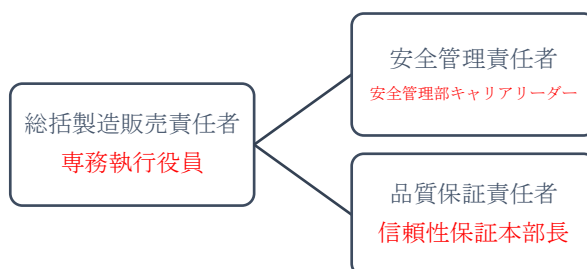 総括製造販売責任者
専務執行役員
安全管理責任者
安全管理部キャリアリーダー
品質保証責任者
信頼性保証本部長